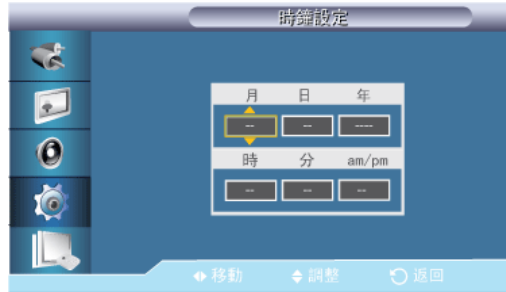 時鐘設定
月 日 年
-- -- ----
時 分 am/pm
-- -- --
移動 調整 返回